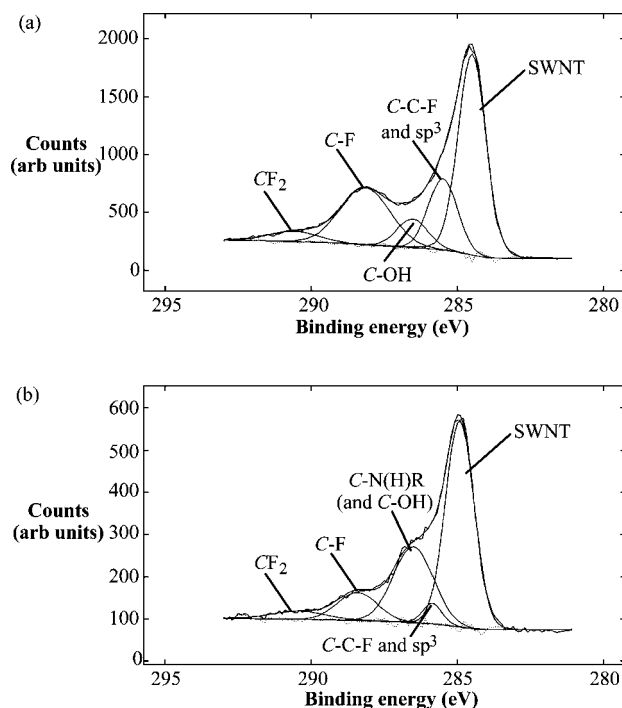 (a)
2000
1500
1000
500
0
Counts
(arb units)
SWNT
C-C-F
and sp3
C-F
CF2
C-OH
295
290
285
280
Binding energy (eV)
(b)
600
500
400
300
200
100
0
Counts
(arb units)
SWNT
C-N(H)R
(and C-OH)
C-F
CF2
C-C-F and sp3
295
290
285
280
Binding energy (eV)